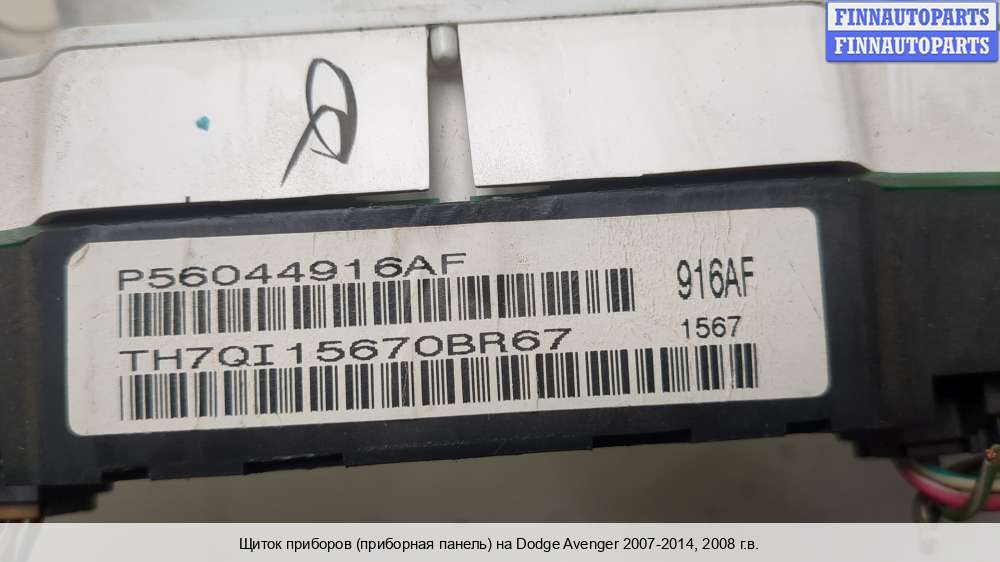 FINNAUTOPARTS
FINNAUTOPARTS
P56044916AF
916AF
1567
TH7QI15670BR67
Щиток приборов (приборная панель) на Dodge Avenger 2007-2014, 2008 г.в.